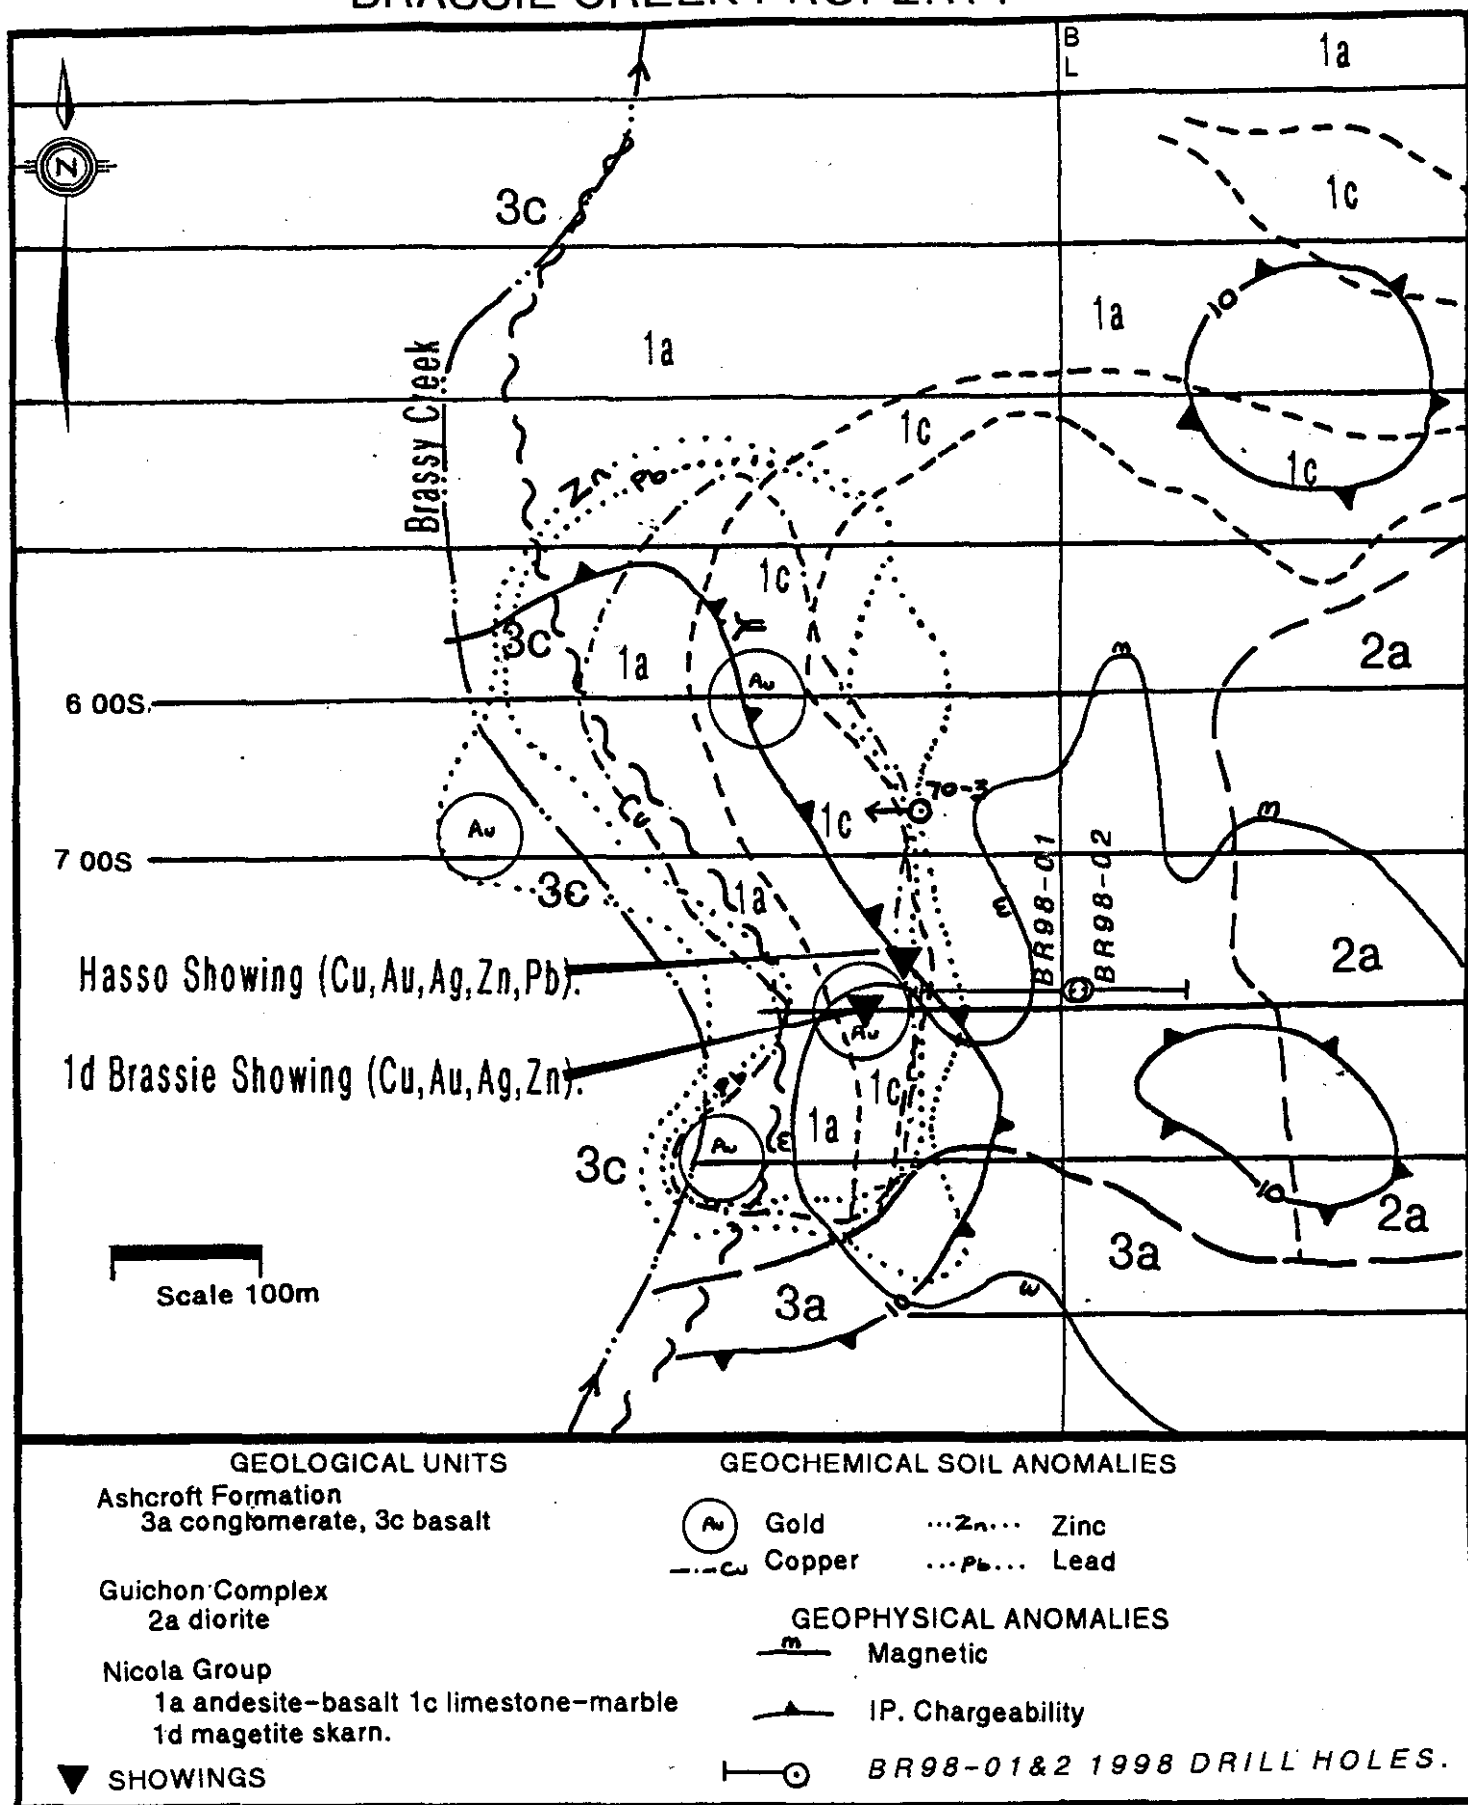 BRASSIE CREEK PROPERTY
B
L
1a
N
1c
3c
10
1a
1a
Brassy Creek
1c
1c
Zn
Pb
1c
3c
1a
2a
m
Au
6 00S.
70-3
m
Cu
1c
Au
7 00S
BR98-01
BR98-02
3c
1a
m
2a
Hasso Showing (Cu,Au,Ag,Zn,Pb).
Au
1d Brassie Showing (Cu,Au,Ag,Zn).
Pb
1c
1a
Au
m
3c
10
2a
3a
Scale 100m
3a
10
m
GEOLOGICAL UNITS
Ashcroft Formation
3a conglomerate, 3c basalt
Guichon Complex
2a diorite
Nicola Group
1a andesite-basalt 1c limestone-marble
1d magetite skarn.
SHOWINGS
GEOCHEMICAL SOIL ANOMALIES
Au Gold
Zn Zinc
Cu Copper
Pb Lead
GEOPHYSICAL ANOMALIES
m Magnetic
IP. Chargeability
BR98-01&2 1998 DRILL HOLES.